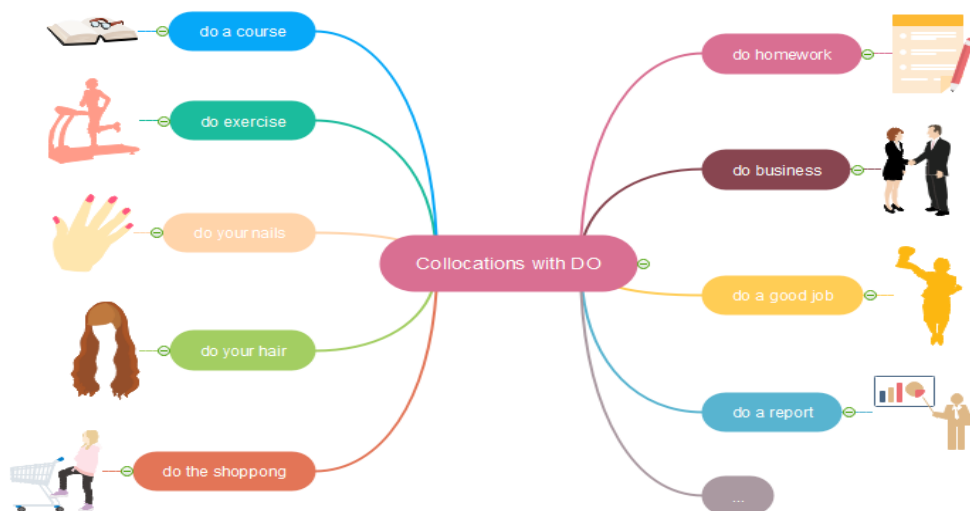 do a course
do exercise
do your nails
do your hair
do the shoppong
Collocations with DO
do homework
do business
do a good job
do a report
...